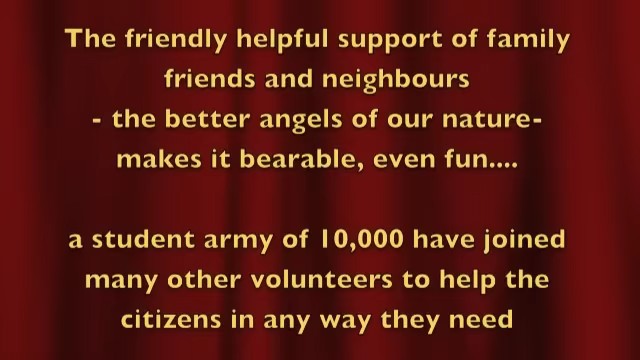 The friendly helpful support of family
friends and neighbours
- the better angels of our nature-
makes it bearable, even fun....
a student army of 10,000 have joined
many other volunteers to help the
citizens in any way they need